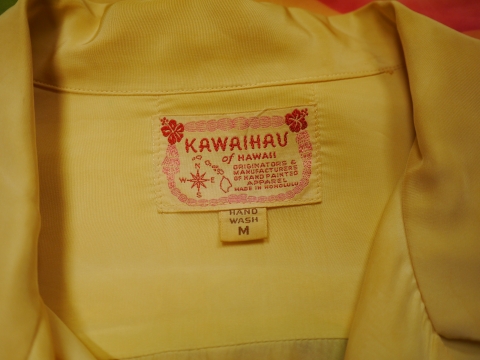 KAWAIHAU
of HAWAII
ORIGINATORS &
MANUFACTURERS
OF HAND PAINTED
APPAREL
MADE IN HONOLULU
N
W E
S
HAND
WASH
M